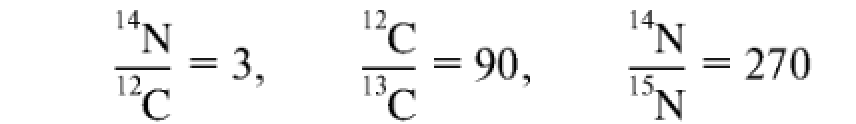 ¹⁴N/¹²C = 3, ¹²C/¹³C = 90, ¹⁴N/¹⁵N = 270